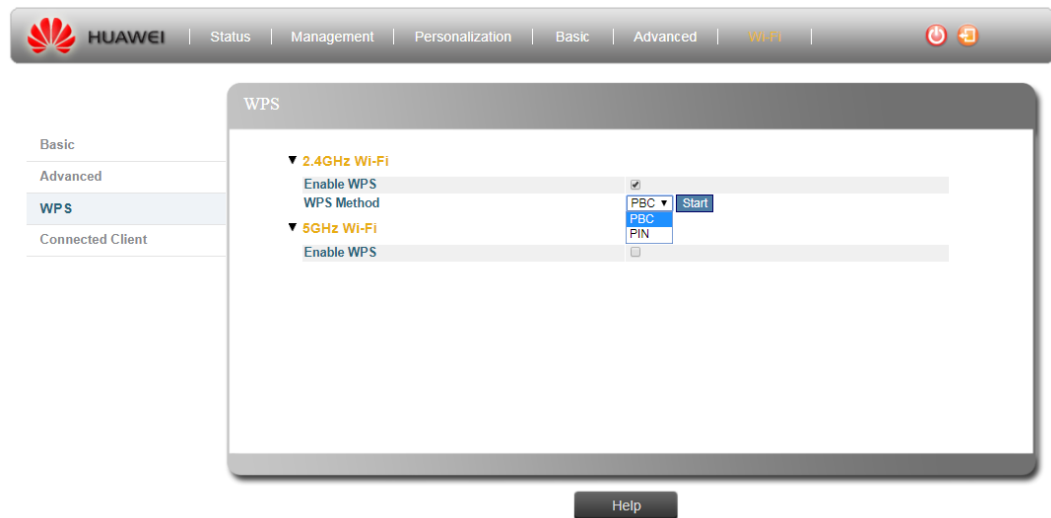 HUAWEI | Status | Management | Personalization | Basic | Advanced | Wi-Fi |
WPS
Basic
Advanced
WPS
Connected Client
2.4GHz Wi-Fi
Enable WPS
WPS Method PBC Start
PBC
PIN
5GHz Wi-Fi
Enable WPS
Help